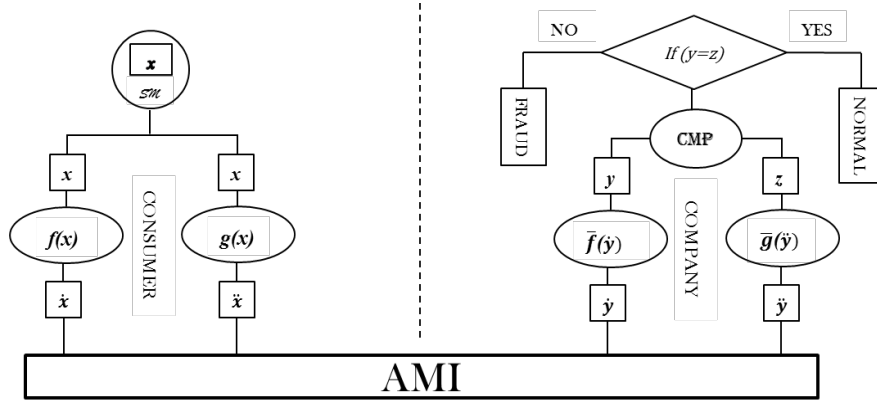 x
SM
x
x
CONSUMER
f(x)
g(x)
ẋ
ẍ
NO
If (y=z)
YES
FRAUD
NORMAL
CMP
y
z
COMPANY
f̅(ẏ)
g̅(ÿ)
ẏ
ÿ
AMI